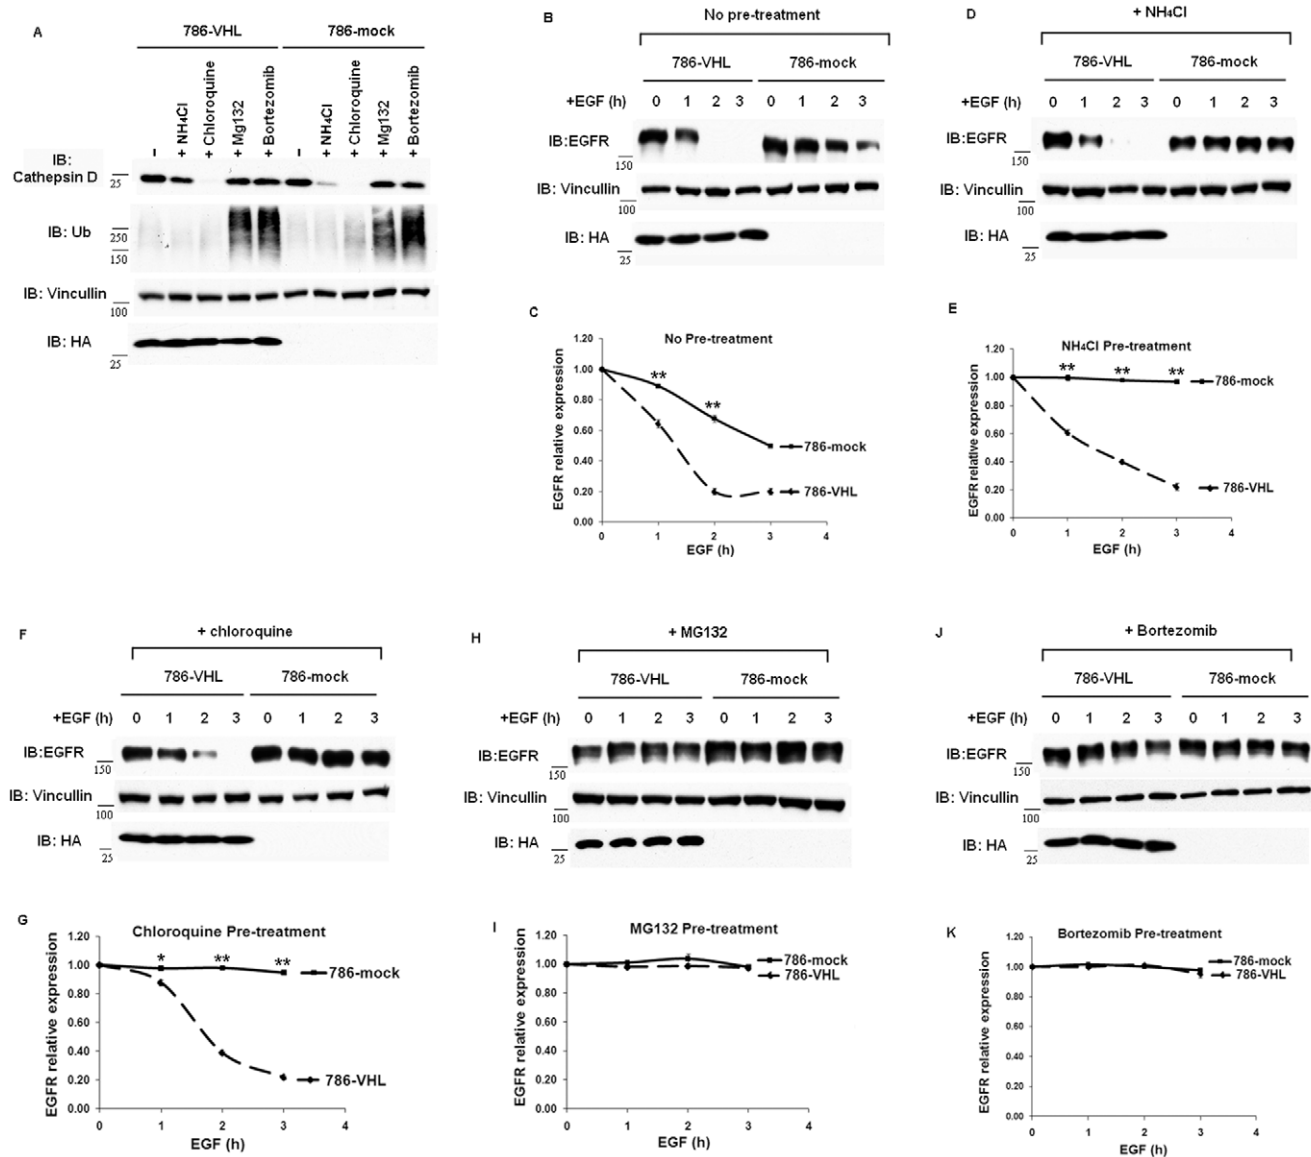 A
786-VHL 786-mock
– + NH4Cl + Chloroquine + Mg132 + Bortezomib – + NH4Cl + Chloroquine + Mg132 + Bortezomib
IB:
Cathepsin D 25
IB: Ub 250
150
IB: Vincullin 100
IB: HA 25
B
No pre-treatment
786-VHL 786-mock
+EGF (h) 0 1 2 3 0 1 2 3
IB:EGFR 150
IB: Vincullin 100
IB: HA 25
C
No Pre-treatment
EGFR relative expression
1.20
1.00
0.80
0.60
0.40
0.20
0.00
** **
786-mock
786-VHL
0 1 2 3 4
EGF (h)
D
+ NH4Cl
786-VHL 786-mock
+EGF (h) 0 1 2 3 0 1 2 3
IB:EGFR 150
IB: Vincullin 100
IB: HA 25
E
NH4Cl Pre-treatment
EGFR relative expression
1.20
1.00
0.80
0.60
0.40
0.20
0.00
** ** **
786-mock
786-VHL
0 1 2 3 4
EGF (h)
F
+ chloroquine
786-VHL 786-mock
+EGF (h) 0 1 2 3 0 1 2 3
IB:EGFR 150
IB: Vincullin 100
IB: HA 25
G
Chloroquine Pre-treatment
EGFR relative expression
1.20
1.00
0.80
0.60
0.40
0.20
0.00
* ** **
786-mock
786-VHL
0 1 2 3 4
EGF (h)
H
+ MG132
786-VHL 786-mock
+EGF (h) 0 1 2 3 0 1 2 3
IB:EGFR 150
IB: Vincullin 100
IB: HA 25
I
MG132 Pre-treatment
EGFR relative expression
1.20
1.00
0.80
0.60
0.40
0.20
0.00
786-mock
786-VHL
0 1 2 3 4
EGF (h)
J
+ Bortezomib
786-VHL 786-mock
+EGF (h) 0 1 2 3 0 1 2 3
IB:EGFR 150
IB: Vincullin 100
IB: HA 25
K
Bortezomib Pre-treatment
EGFR relative expression
1.20
1.00
0.80
0.60
0.40
0.20
0.00
786-mock
786-VHL
0 1 2 3 4
EGF (h)